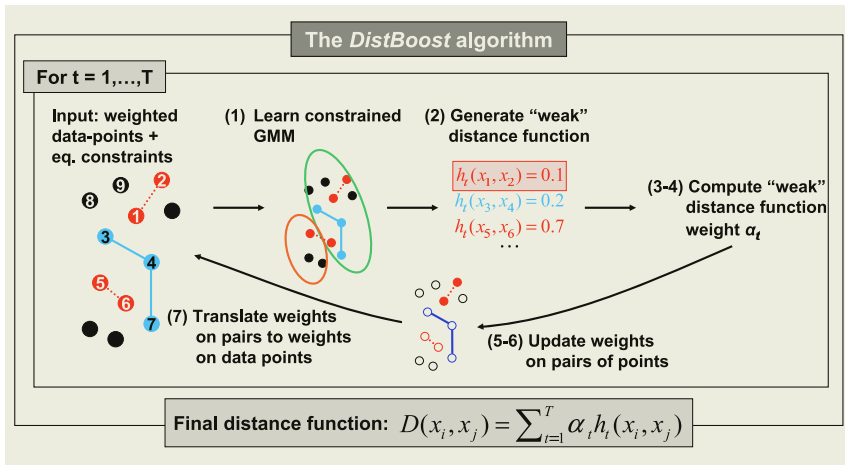 The DistBoost algorithm
For t = 1,...,T
Input: weighted
data-points +
eq. constraints
(1) Learn constrained
GMM
(2) Generate “weak”
distance function
h_t(x_1, x_2) = 0.1
h_t(x_3, x_4) = 0.2
h_t(x_5, x_6) = 0.7
...
(3-4) Compute “weak”
distance function
weight α_t
2
9
8
1
3
4
5
6
7
(7) Translate weights
on pairs to weights
on data points
(5-6) Update weights
on pairs of points
Final distance function: D(x_i, x_j) = ∑_{t=1}^{T} α_t h_t(x_i, x_j)